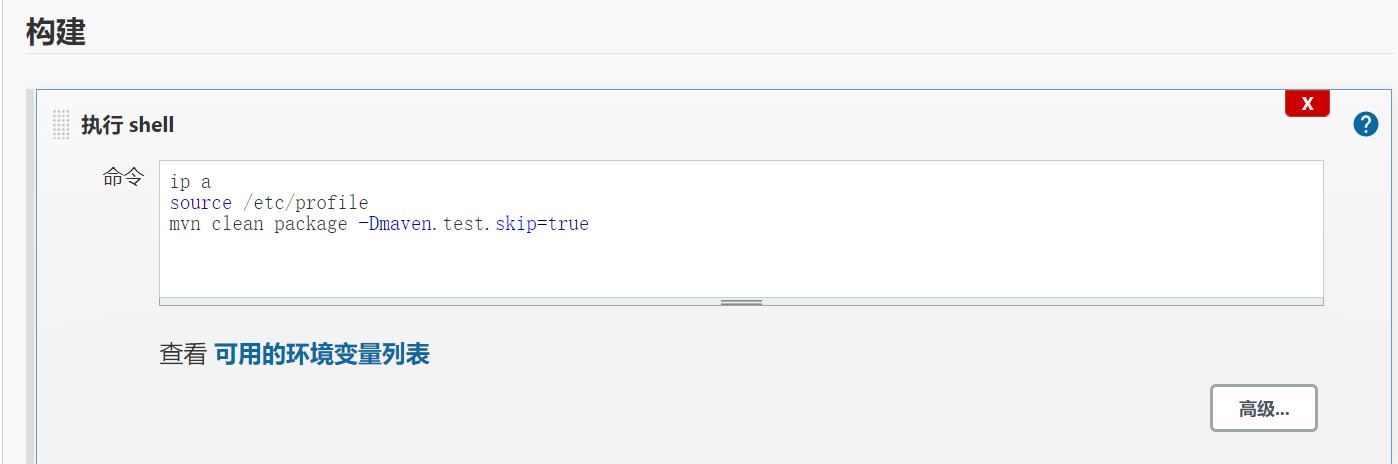 构建
X
执行 shell
?
命令
ip a
source /etc/profile
mvn clean package -Dmaven.test.skip=true
查看 可用的环境变量列表
高级...